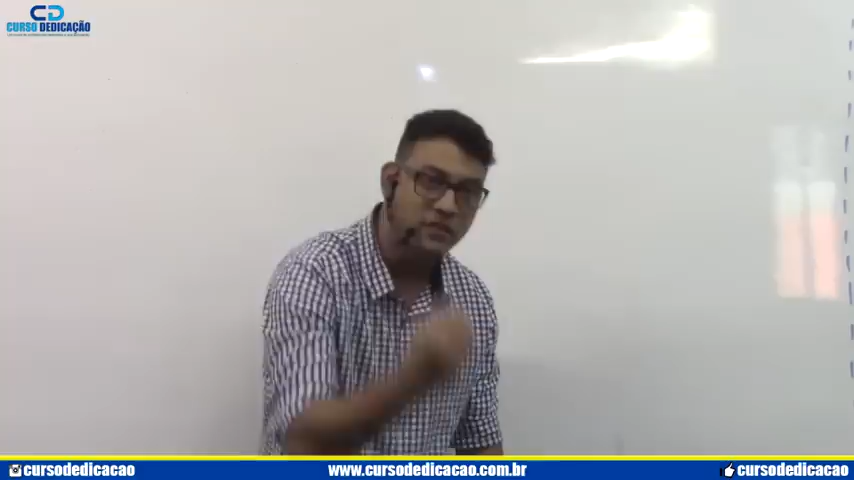 CD
CURSO DEDICAÇÃO
cursodedicacao
www.cursodedicacao.com.br
cursodedicacao